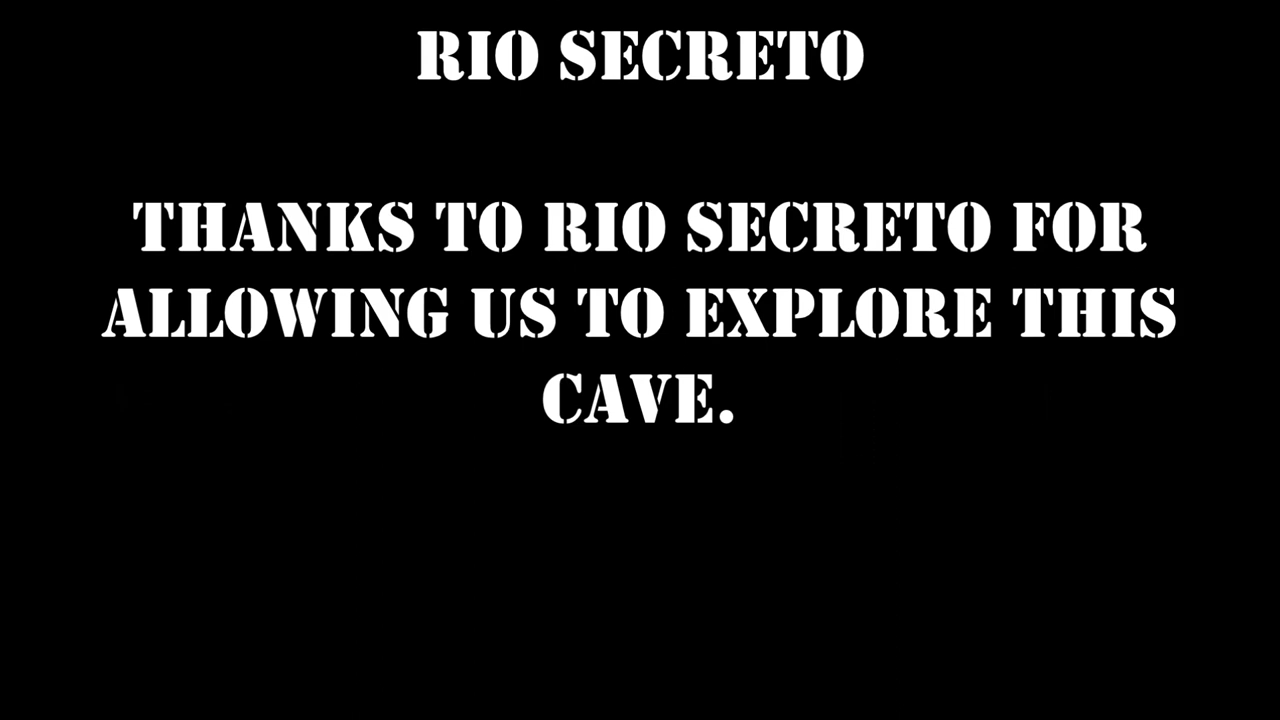 RIO SECRETO
THANKS TO RIO SECRETO FOR
ALLOWING US TO EXPLORE THIS
CAVE.